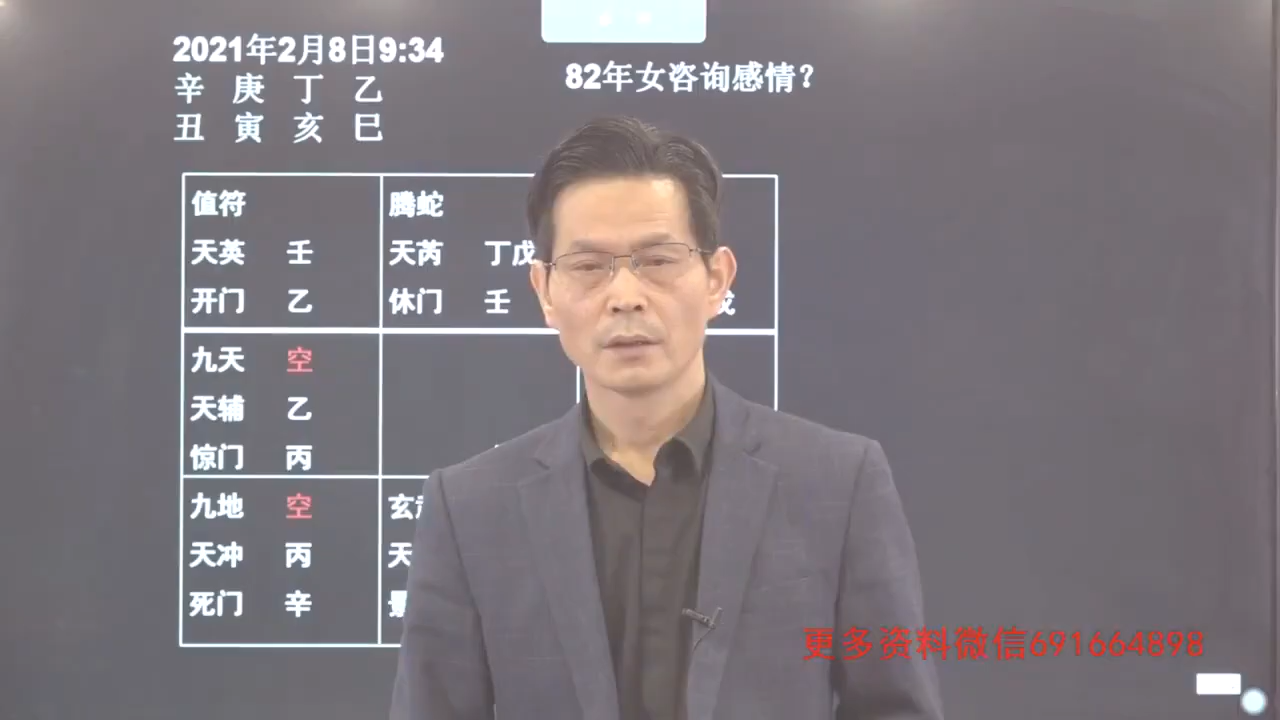 2021年2月8日9:34
82年女咨询感情?
辛 庚 丁 乙
丑 寅 亥 巳
值符 腾蛇
天英 壬 天芮 丁戊
开门 乙 休门 壬
九天 空
天辅 乙
惊门 丙
九地 空
天冲 丙
死门 辛
更多资料微信691664898